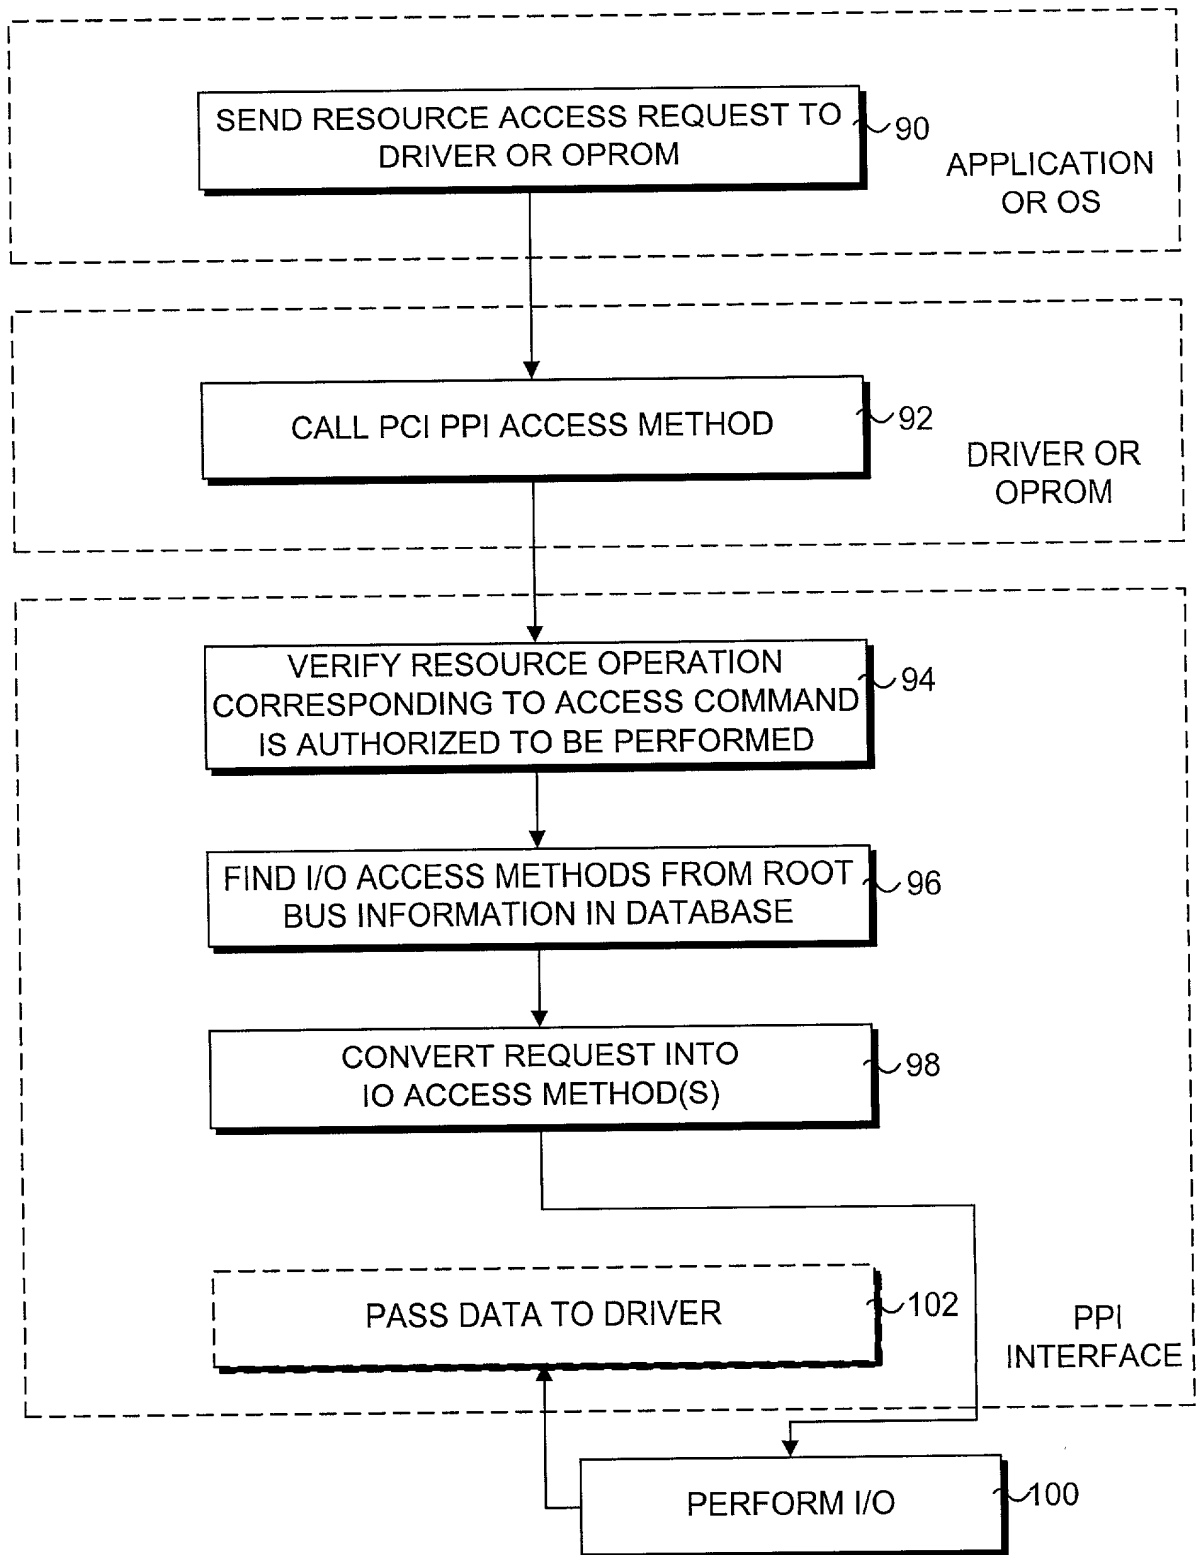 SEND RESOURCE ACCESS REQUEST TO
DRIVER OR OPROM
90
APPLICATION
OR OS
CALL PCI PPI ACCESS METHOD
92
DRIVER OR
OPROM
VERIFY RESOURCE OPERATION
CORRESPONDING TO ACCESS COMMAND
IS AUTHORIZED TO BE PERFORMED
94
FIND I/O ACCESS METHODS FROM ROOT
BUS INFORMATION IN DATABASE
96
CONVERT REQUEST INTO
IO ACCESS METHOD(S)
98
PASS DATA TO DRIVER
102
PPI
INTERFACE
PERFORM I/O
100